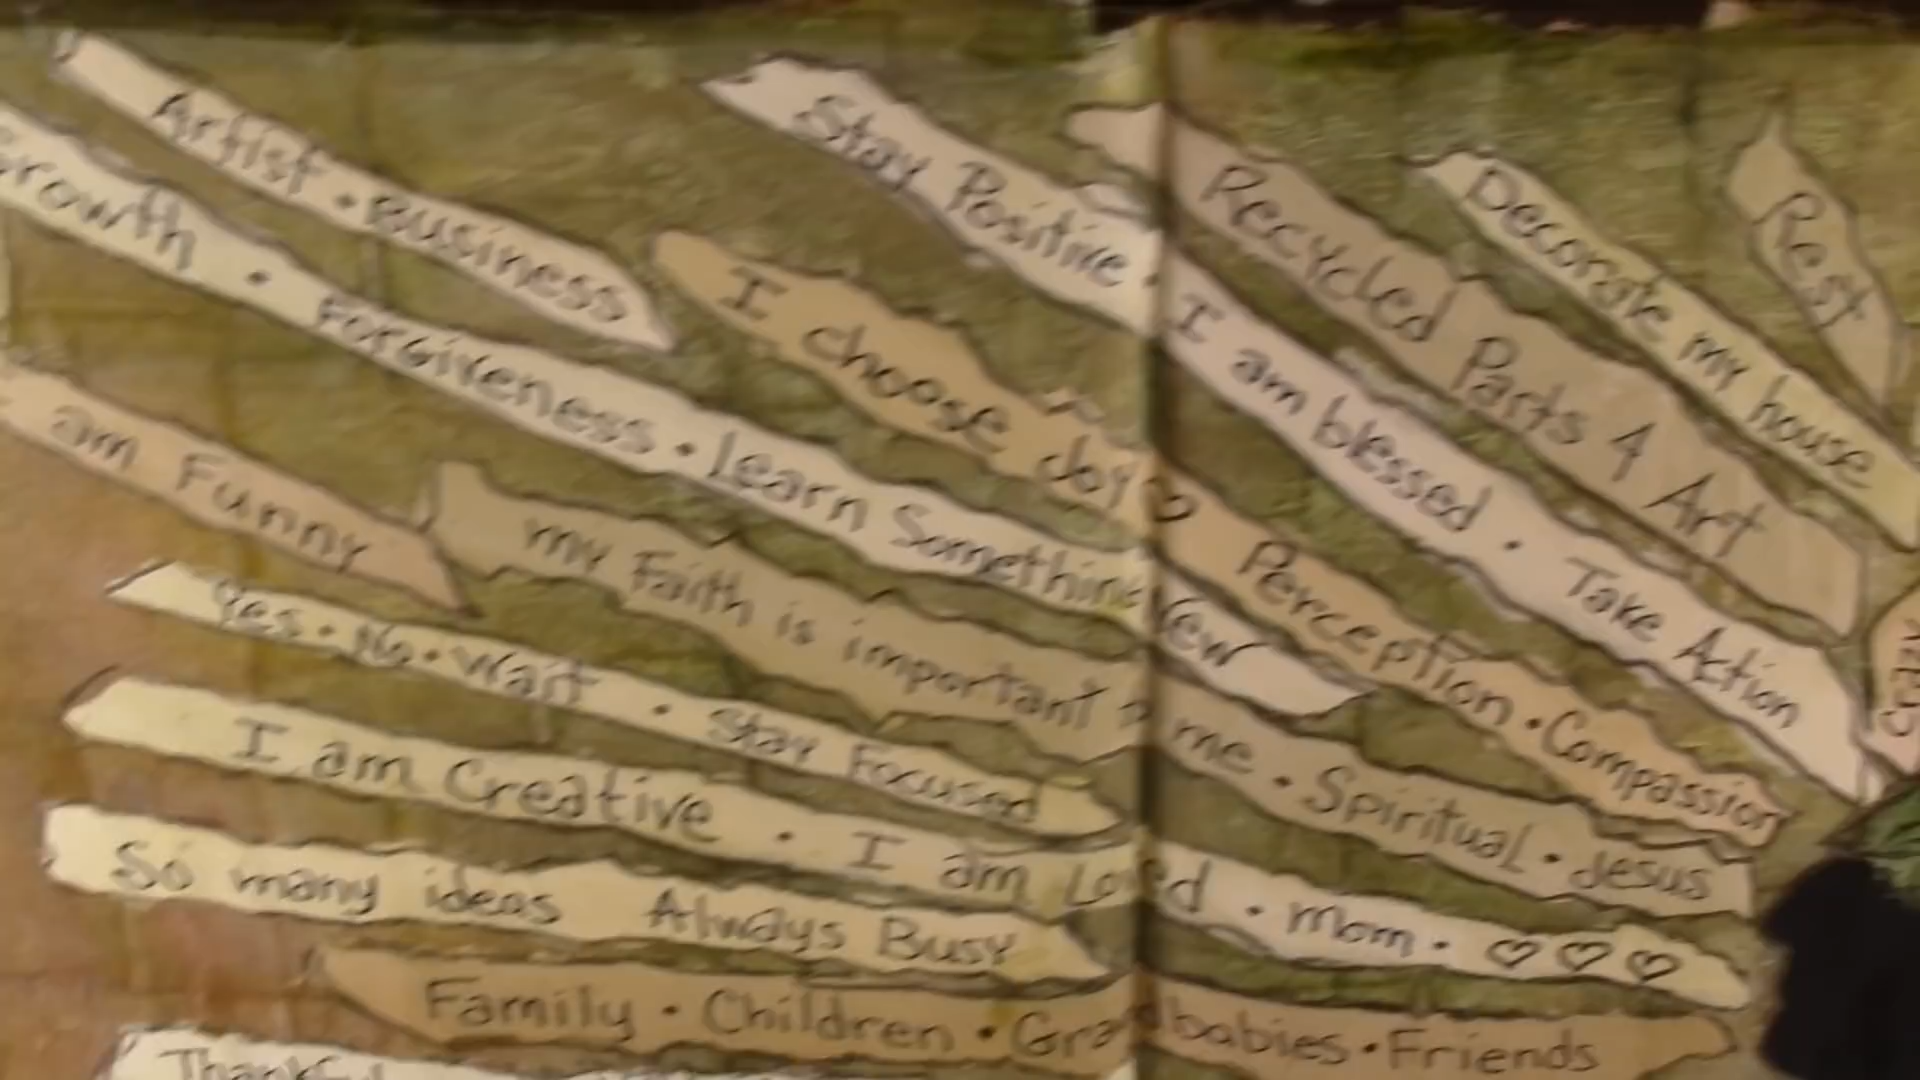 Artist • Business
Growth • Forgiveness • Learn Something New
Stay Positive • I am blessed • Take Action
Recycled Parts 4 Art
Decorate my house
Rest
I choose Joy ♡ Perception • Compassion
am Funny
my Faith is important to me • Spiritual • Jesus
Yes • No • Wait • Stay Focused
I am Creative • I am Loved • Mom • ♡ ♡ ♡
So many ideas Always Busy
Family • Children • Grandbabies • Friends
Thankful